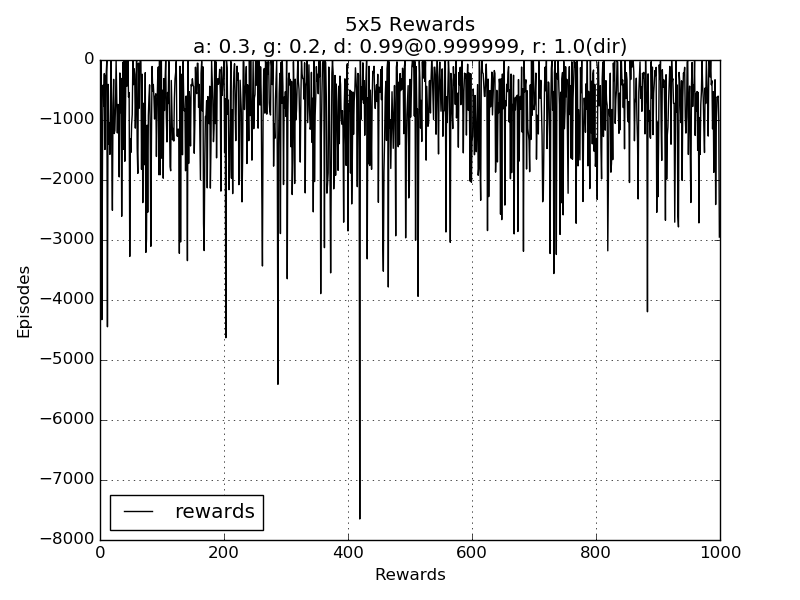 5x5 Rewards
a: 0.3, g: 0.2, d: 0.99@0.999999, r: 1.0(dir)
0
−1000
−2000
−3000
−4000
−5000
−6000
−7000
−8000
Episodes
rewards
0 200 400 600 800 1000
Rewards